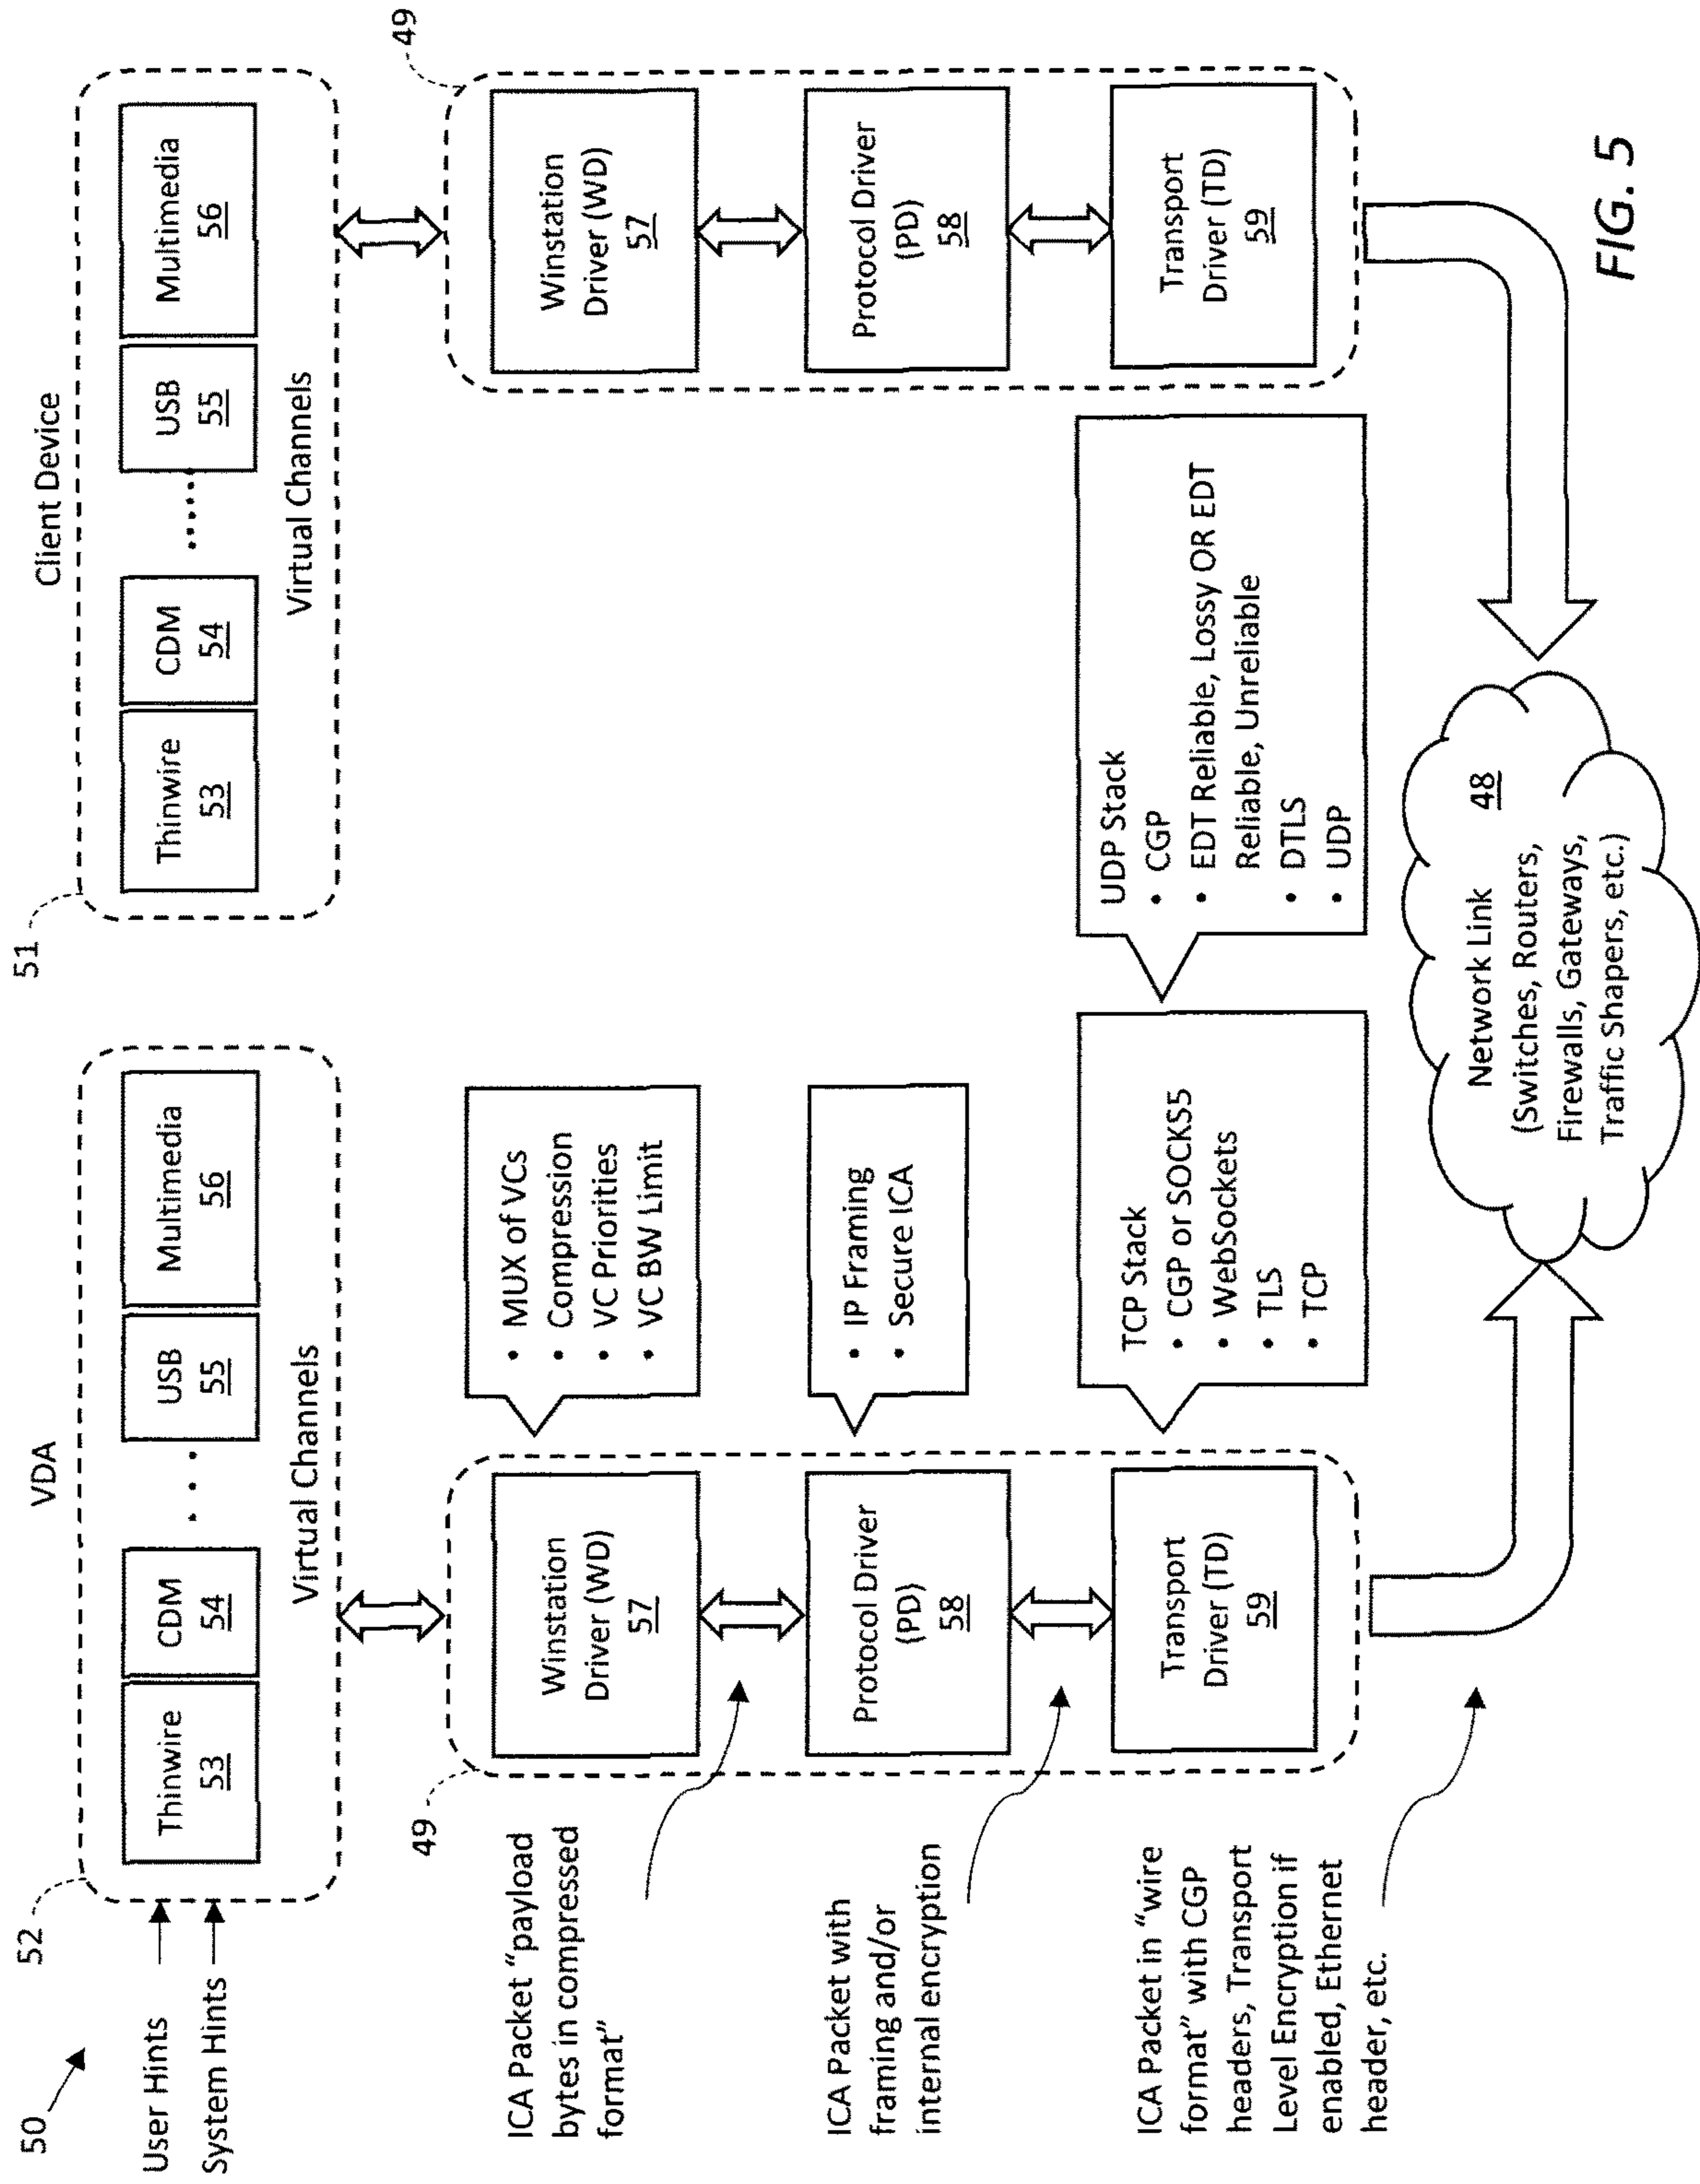 50
52
VDA
51
Client Device
User Hints
System Hints
Thinwire
53
CDM
54
. . .
USB
55
Multimedia
56
Virtual Channels
Thinwire
53
CDM
54
......
USB
55
Multimedia
56
Virtual Channels
49
49
ICA Packet “payload
bytes in compressed
format”
Winstation
Driver (WD)
57
• MUX of VCs
• Compression
• VC Priorities
• VC BW Limit
Winstation
Driver (WD)
57
ICA Packet with
framing and/or
internal encryption
Protocol Driver
(PD)
58
• IP Framing
• Secure ICA
Protocol Driver
(PD)
58
ICA Packet in “wire
format” with CGP
headers, Transport
Level Encryption if
enabled, Ethernet
header, etc.
Transport
Driver (TD)
59
TCP Stack
• CGP or SOCKS5
• WebSockets
• TLS
• TCP
UDP Stack
• CGP
• EDT Reliable, Lossy OR EDT
Reliable, Unreliable
• DTLS
• UDP
Transport
Driver (TD)
59
Network Link
48
(Switches, Routers,
Firewalls, Gateways,
Traffic Shapers, etc.)
FIG. 5